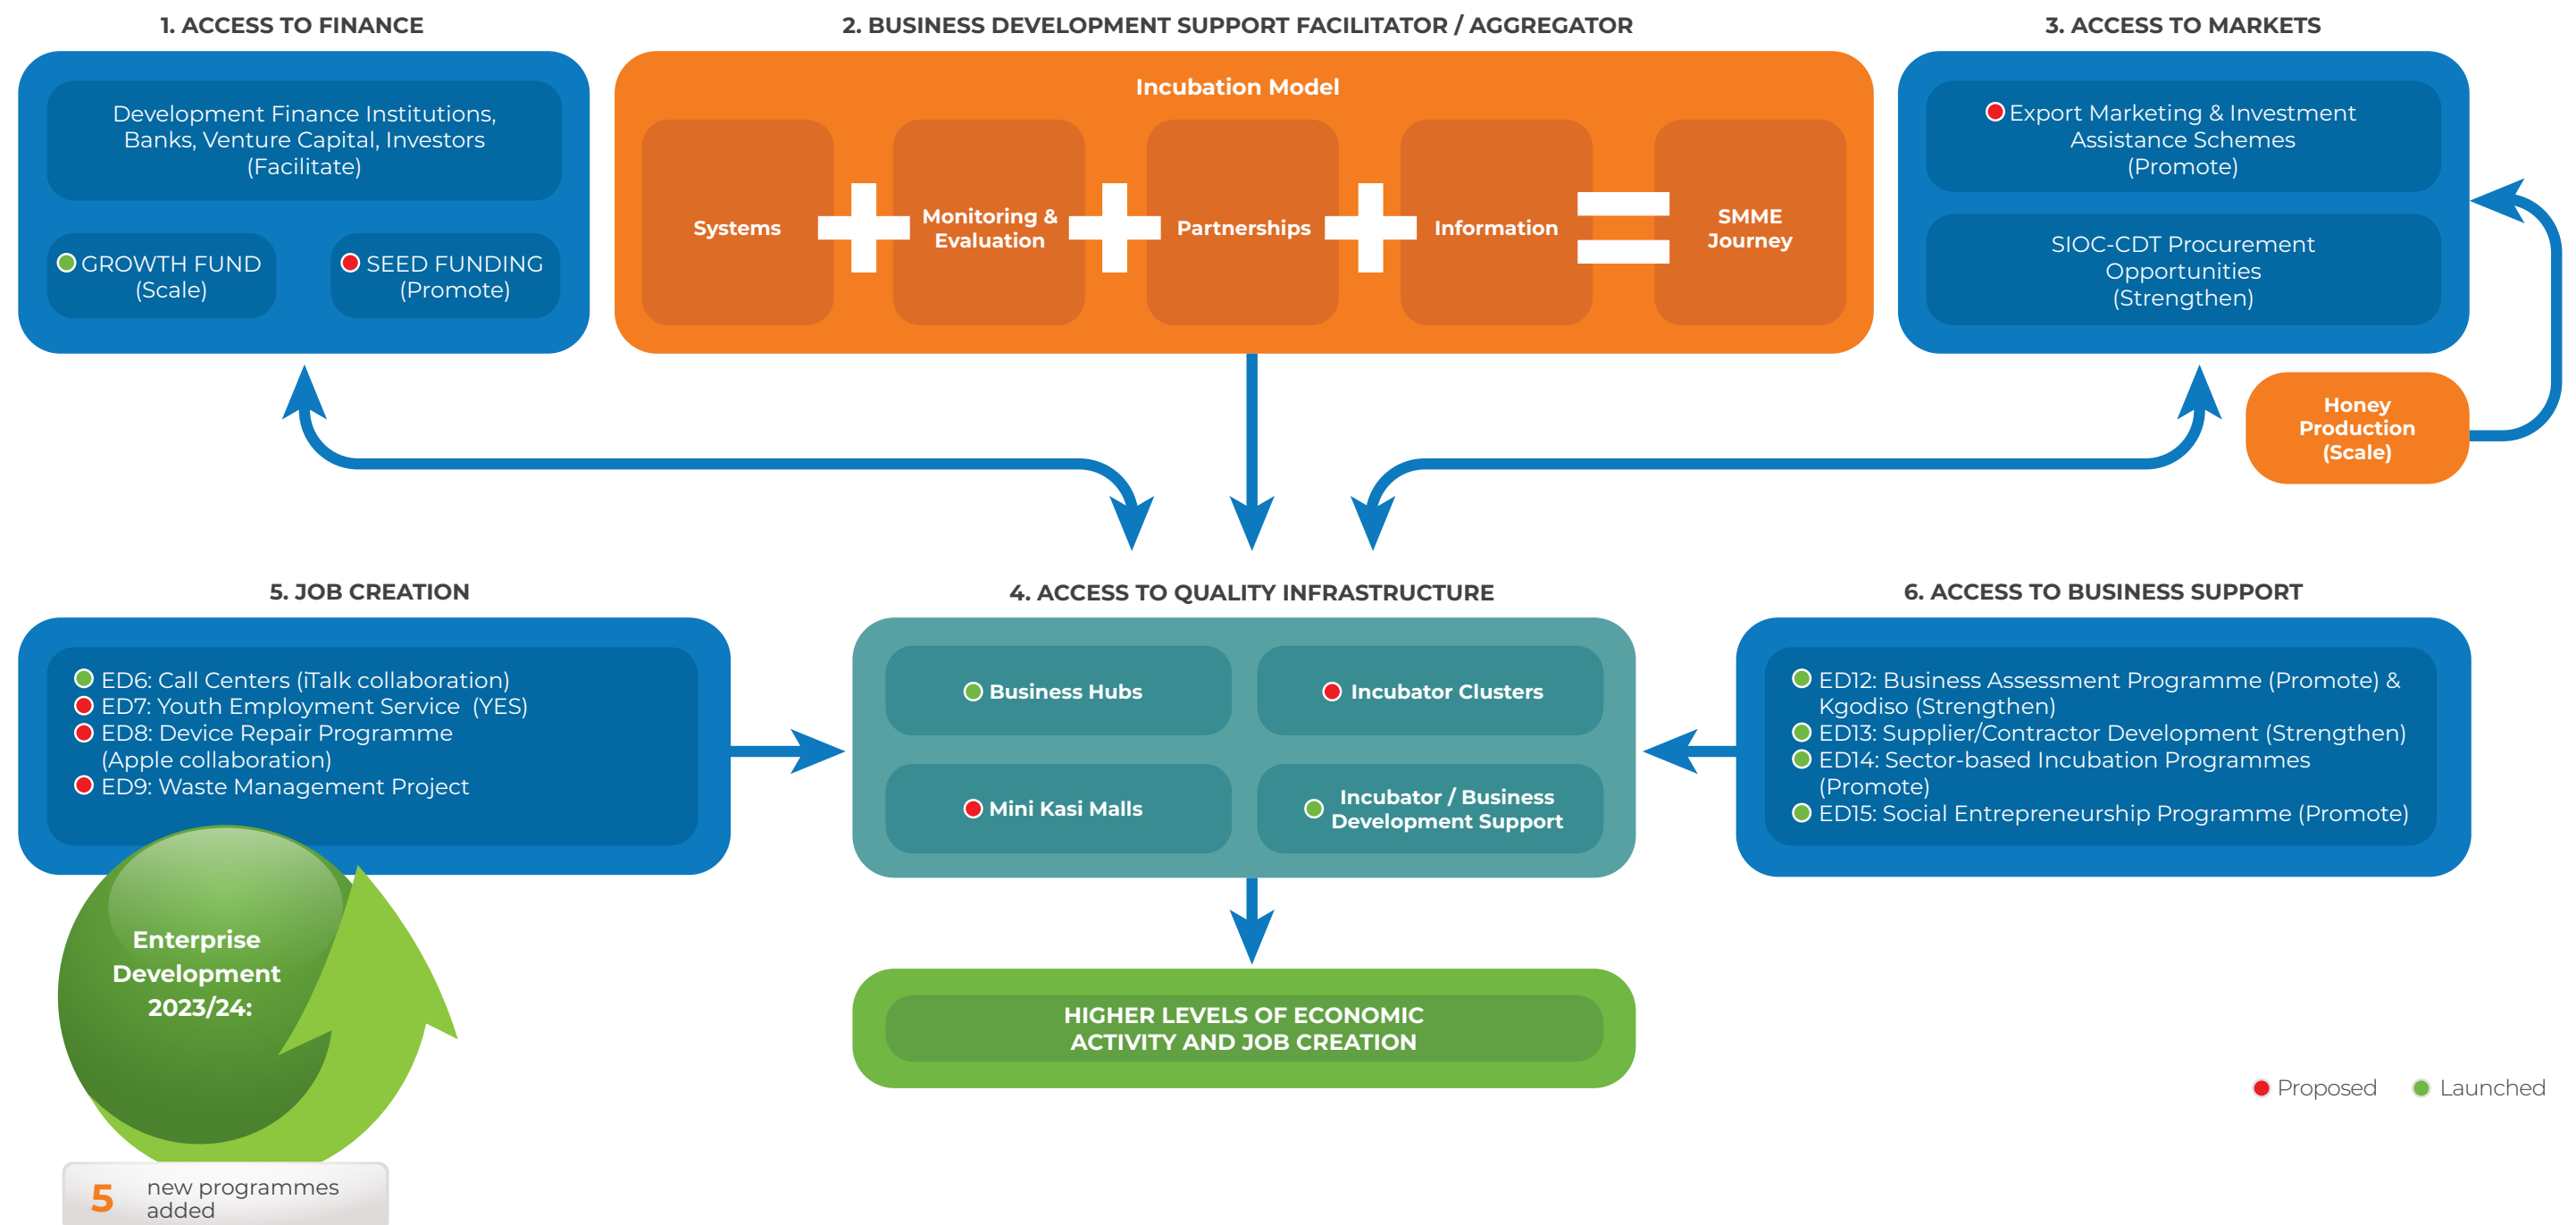 1. ACCESS TO FINANCE
Development Finance Institutions,
Banks, Venture Capital, Investors
(Facilitate)
GROWTH FUND
(Scale)
SEED FUNDING
(Promote)
2. BUSINESS DEVELOPMENT SUPPORT FACILITATOR / AGGREGATOR
Incubation Model
Systems
Monitoring &
Evaluation
Partnerships
Information
SMME
Journey
3. ACCESS TO MARKETS
Export Marketing & Investment
Assistance Schemes
(Promote)
SIOC-CDT Procurement
Opportunities
(Strengthen)
Honey
Production
(Scale)
5. JOB CREATION
ED6: Call Centers (iTalk collaboration)
ED7: Youth Employment Service (YES)
ED8: Device Repair Programme
(Apple collaboration)
ED9: Waste Management Project
4. ACCESS TO QUALITY INFRASTRUCTURE
Business Hubs
Incubator Clusters
Mini Kasi Malls
Incubator / Business
Development Support
6. ACCESS TO BUSINESS SUPPORT
ED12: Business Assessment Programme (Promote) &
Kgodiso (Strengthen)
ED13: Supplier/Contractor Development (Strengthen)
ED14: Sector-based Incubation Programmes
(Promote)
ED15: Social Entrepreneurship Programme (Promote)
Enterprise
Development
2023/24:
HIGHER LEVELS OF ECONOMIC
ACTIVITY AND JOB CREATION
Proposed
Launched
5
new programmes
added